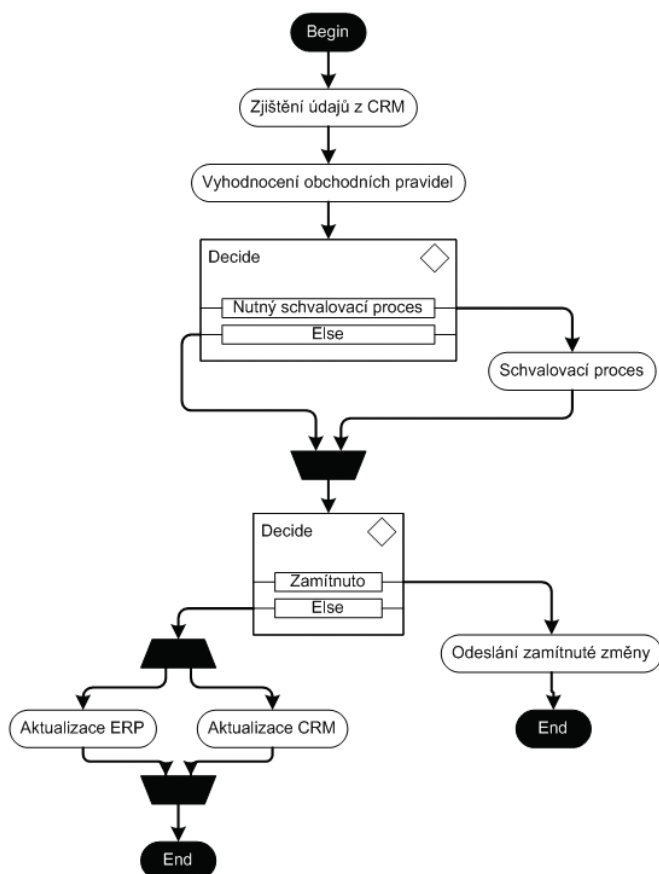 Begin
Zjištění údajů z CRM
Vyhodnocení obchodních pravidel
Decide
Nutný schvalovací proces
Else
Schvalovací proces
Decide
Zamítnuto
Else
Odeslání zamítnuté změny
Aktualizace ERP
Aktualizace CRM
End
End